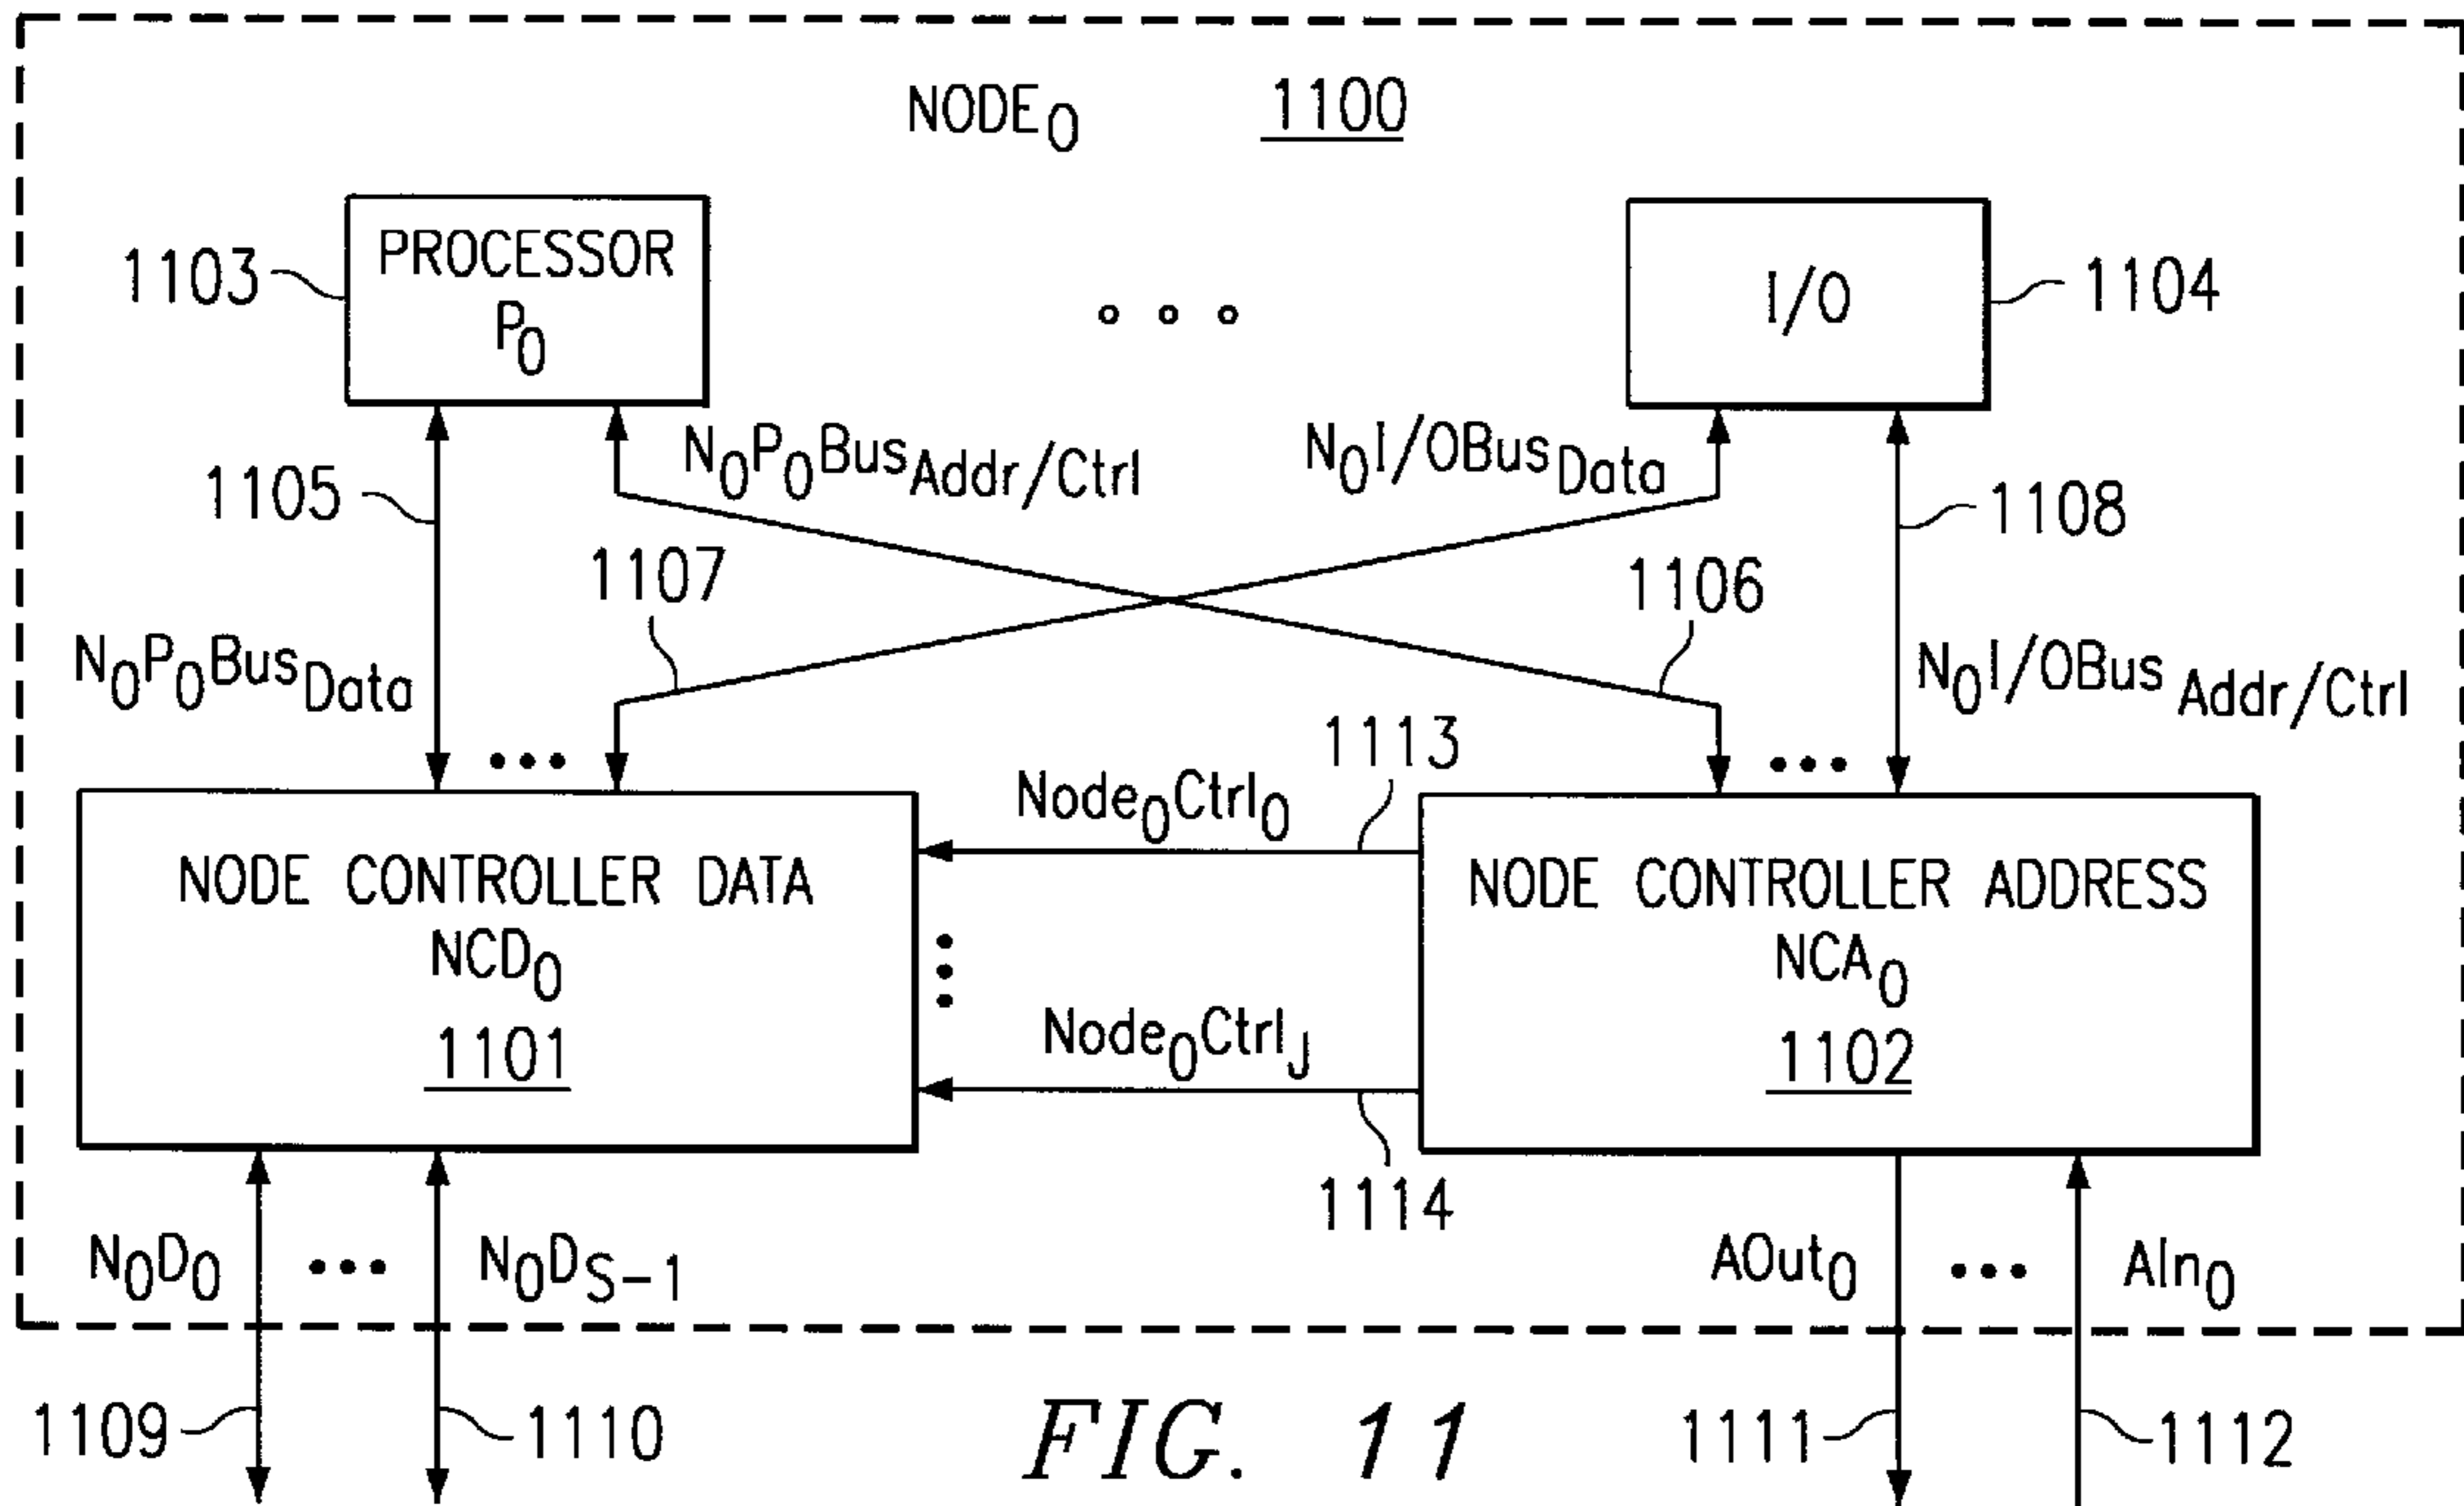 NODE0 1100
PROCESSOR
P0
1103
I/O
1104
N0P0BusAddr/Ctrl
N0I/OBusData
1105
1108
1107
1106
N0P0BusData
N0I/OBusAddr/Ctrl
1113
Node0Ctrl0
NODE CONTROLLER DATA
NCD0
1101
NODE CONTROLLER ADDRESS
NCA0
1102
Node0CtrlJ
1114
N0D0
N0DS-1
AOut0
AIn0
1109
1110
FIG. 11
1111
1112